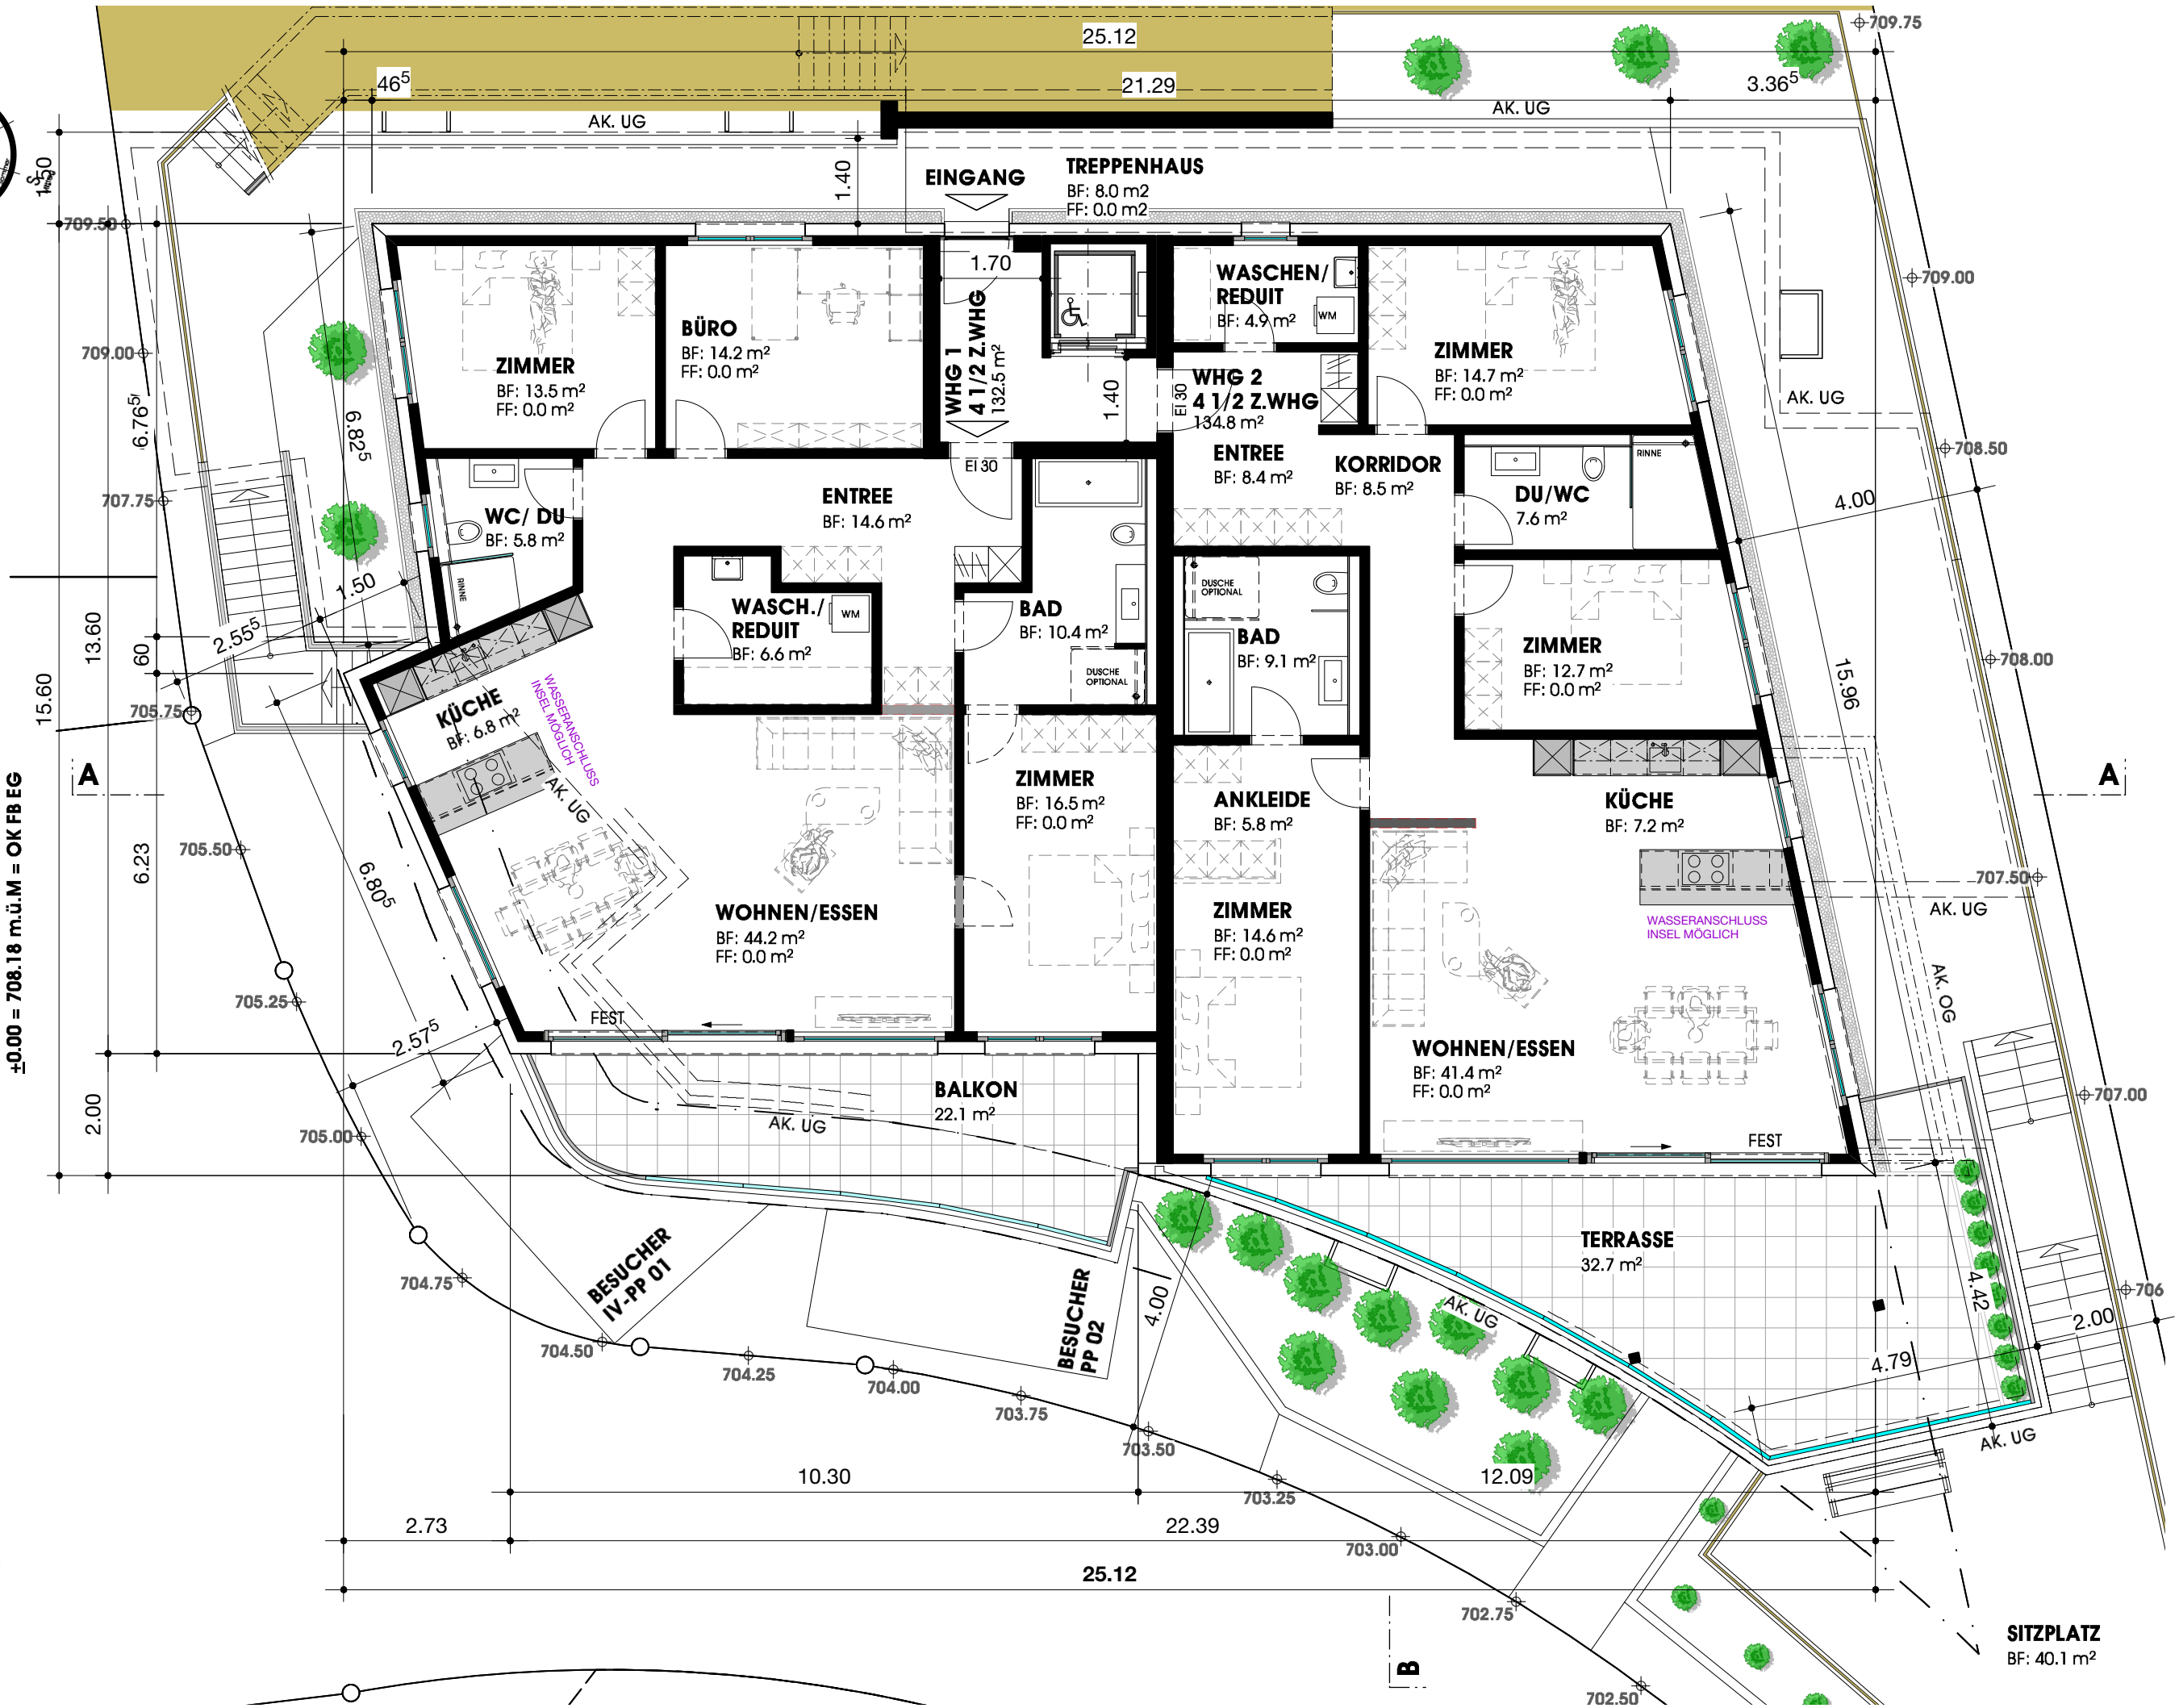 25.12
709.75
46⁵
21.29
3.36⁵
AK. UG
AK. UG
1.50
1.40
EINGANG
TREPPENHAUS
BF: 8.0 m2
FF: 0.0 m2
709.50
709.00
1.70
WASCHEN/
REDUIT
BF: 4.9 m²
WM
ZIMMER
BF: 13.5 m²
FF: 0.0 m²
BÜRO
BF: 14.2 m²
FF: 0.0 m²
WHG 1
4 1/2 Z.WHG
132.5 m²
1.40
EI 30
WHG 2
4 1/2 Z.WHG
134.8 m²
ZIMMER
BF: 14.7 m²
FF: 0.0 m²
AK. UG
709.00
6.76⁵
6.82⁵
708.50
707.75
WC/ DU
BF: 5.8 m²
RINNE
ENTREE
BF: 14.6 m²
EI 30
ENTREE
BF: 8.4 m²
KORRIDOR
BF: 8.5 m²
DU/WC
7.6 m²
RINNE
4.00
1.50
2.55⁵
13.60
60
15.60
WASCH./
REDUIT
BF: 6.6 m²
WM
BAD
BF: 10.4 m²
DUSCHE
OPTIONAL
DUSCHE
OPTIONAL
BAD
BF: 9.1 m²
ZIMMER
BF: 12.7 m²
FF: 0.0 m²
708.00
15.96
705.75
KÜCHE
BF: 6.8 m²
WASSERANSCHLUSS
INSEL MÖGLICH
AK. UG
A
A
±0.00 = 708.18 m.ü.M = OK FB EG
ZIMMER
BF: 16.5 m²
FF: 0.0 m²
ANKLEIDE
BF: 5.8 m²
KÜCHE
BF: 7.2 m²
705.50
6.23
6.80⁵
707.50
AK. UG
WOHNEN/ESSEN
BF: 44.2 m²
FF: 0.0 m²
ZIMMER
BF: 14.6 m²
FF: 0.0 m²
WASSERANSCHLUSS
INSEL MÖGLICH
AK. OG
705.25
FEST
2.57⁵
WOHNEN/ESSEN
BF: 41.4 m²
FF: 0.0 m²
FEST
BALKON
22.1 m²
AK. UG
2.00
705.00
707.00
TERRASSE
32.7 m²
704.75
BESUCHER
IV-PP 01
BESUCHER
PP 02
4.00
AK. UG
4.42
706
2.00
4.79
704.50
704.25
704.00
703.75
703.50
AK. UG
10.30
12.09
703.25
2.73
22.39
703.00
25.12
702.75
SITZPLATZ
BF: 40.1 m²
B
702.50